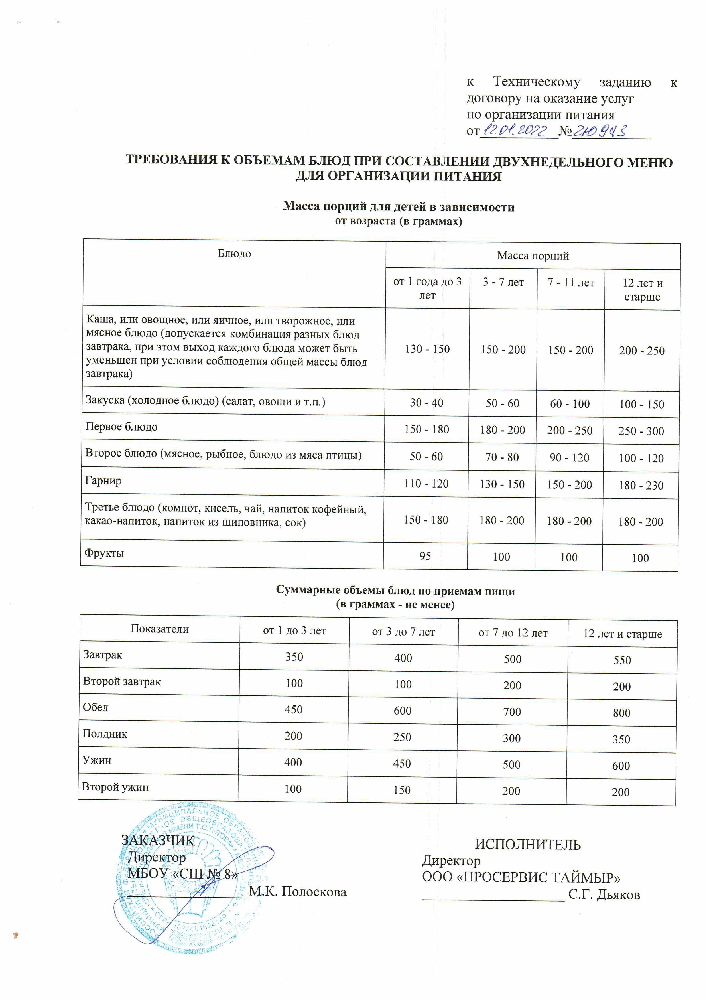 к Техническому заданию к
договору на оказание услуг
по организации питания
от 12.01.2022 № 210943
ТРЕБОВАНИЯ К ОБЪЕМАМ БЛЮД ПРИ СОСТАВЛЕНИИ ДВУХНЕДЕЛЬНОГО МЕНЮ
ДЛЯ ОРГАНИЗАЦИИ ПИТАНИЯ
Масса порций для детей в зависимости
от возраста (в граммах)
Блюдо Масса порций
от 1 года до 3 лет 3 - 7 лет 7 - 11 лет 12 лет и старше
Каша, или овощное, или яичное, или творожное, или
мясное блюдо (допускается комбинация разных блюд
завтрака, при этом выход каждого блюда может быть
уменьшен при условии соблюдения общей массы блюд
завтрака) 130 - 150 150 - 200 150 - 200 200 - 250
Закуска (холодное блюдо) (салат, овощи и т.п.) 30 - 40 50 - 60 60 - 100 100 - 150
Первое блюдо 150 - 180 180 - 200 200 - 250 250 - 300
Второе блюдо (мясное, рыбное, блюдо из мяса птицы) 50 - 60 70 - 80 90 - 120 100 - 120
Гарнир 110 - 120 130 - 150 150 - 200 180 - 230
Третье блюдо (компот, кисель, чай, напиток кофейный,
какао-напиток, напиток из шиповника, сок) 150 - 180 180 - 200 180 - 200 180 - 200
Фрукты 95 100 100 100
Суммарные объемы блюд по приемам пищи
(в граммах - не менее)
Показатели от 1 до 3 лет от 3 до 7 лет от 7 до 12 лет 12 лет и старше
Завтрак 350 400 500 550
Второй завтрак 100 100 200 200
Обед 450 600 700 800
Полдник 200 250 300 350
Ужин 400 450 500 600
Второй ужин 100 150 200 200
ЗАКАЗЧИК
Директор
МБОУ «СШ № 8»
М.К. Полоскова
ИСПОЛНИТЕЛЬ
Директор
ООО «ПРОСЕРВИС ТАЙМЫР»
С.Г. Дьяков